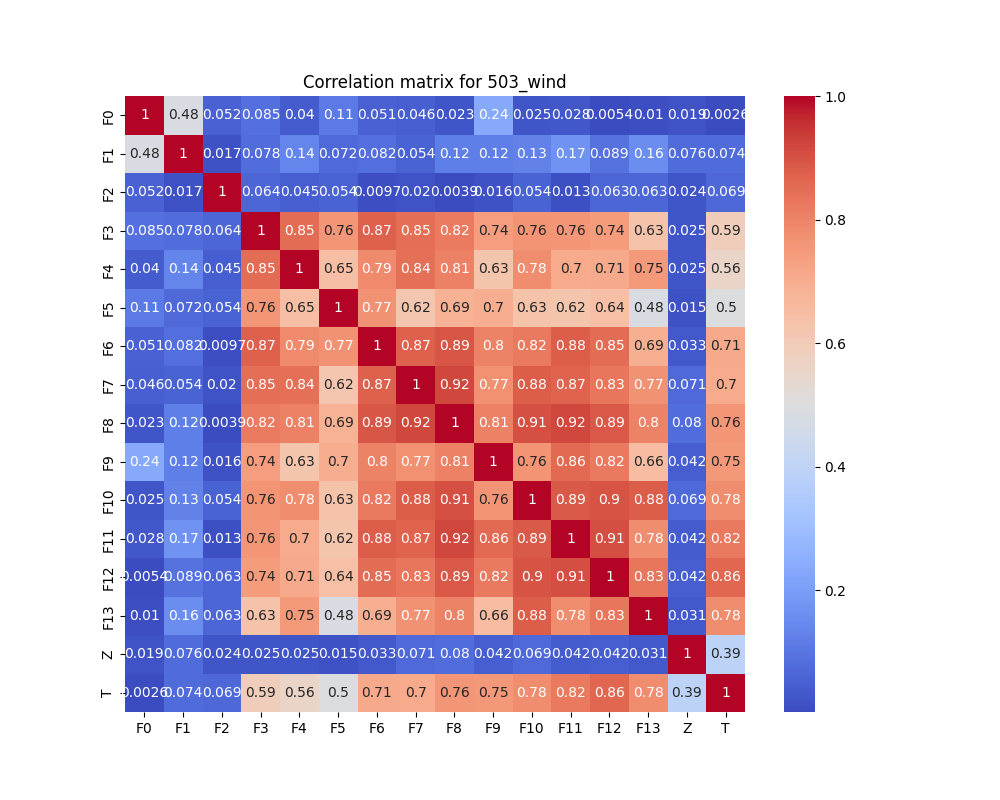 Correlation matrix for 503_wind
F0 1 0.48 0.052 0.085 0.04 0.11 0.051 0.046 0.023 0.24 0.025 0.028 0.0054 0.01 0.019 0.0026
F1 0.48 1 0.017 0.078 0.14 0.072 0.082 0.054 0.12 0.12 0.13 0.17 0.089 0.16 0.076 0.074
F2 0.052 0.017 1 0.064 0.045 0.054 0.0097 0.02 0.0039 0.016 0.054 0.013 0.063 0.063 0.024 0.069
F3 0.085 0.078 0.064 1 0.85 0.76 0.87 0.85 0.82 0.74 0.76 0.76 0.74 0.63 0.025 0.59
F4 0.04 0.14 0.045 0.85 1 0.65 0.79 0.84 0.81 0.63 0.78 0.7 0.71 0.75 0.025 0.56
F5 0.11 0.072 0.054 0.76 0.65 1 0.77 0.62 0.69 0.7 0.63 0.62 0.64 0.48 0.015 0.5
F6 0.051 0.082 0.0097 0.87 0.79 0.77 1 0.87 0.89 0.8 0.82 0.88 0.85 0.69 0.033 0.71
F7 0.046 0.054 0.02 0.85 0.84 0.62 0.87 1 0.92 0.77 0.88 0.87 0.83 0.77 0.071 0.7
F8 0.023 0.12 0.0039 0.82 0.81 0.69 0.89 0.92 1 0.81 0.91 0.92 0.89 0.8 0.08 0.76
F9 0.24 0.12 0.016 0.74 0.63 0.7 0.8 0.77 0.81 1 0.76 0.86 0.82 0.66 0.042 0.75
F10 0.025 0.13 0.054 0.76 0.78 0.63 0.82 0.88 0.91 0.76 1 0.89 0.9 0.88 0.069 0.78
F11 0.028 0.17 0.013 0.76 0.7 0.62 0.88 0.87 0.92 0.86 0.89 1 0.91 0.78 0.042 0.82
F12 0.0054 0.089 0.063 0.74 0.71 0.64 0.85 0.83 0.89 0.82 0.9 0.91 1 0.83 0.042 0.86
F13 0.01 0.16 0.063 0.63 0.75 0.48 0.69 0.77 0.8 0.66 0.88 0.78 0.83 1 0.031 0.78
Z 0.019 0.076 0.024 0.025 0.025 0.015 0.033 0.071 0.08 0.042 0.069 0.042 0.042 0.031 1 0.39
T 0.0026 0.074 0.069 0.59 0.56 0.5 0.71 0.7 0.76 0.75 0.78 0.82 0.86 0.78 0.39 1
F0 F1 F2 F3 F4 F5 F6 F7 F8 F9 F10 F11 F12 F13 Z T
1.0
0.8
0.6
0.4
0.2